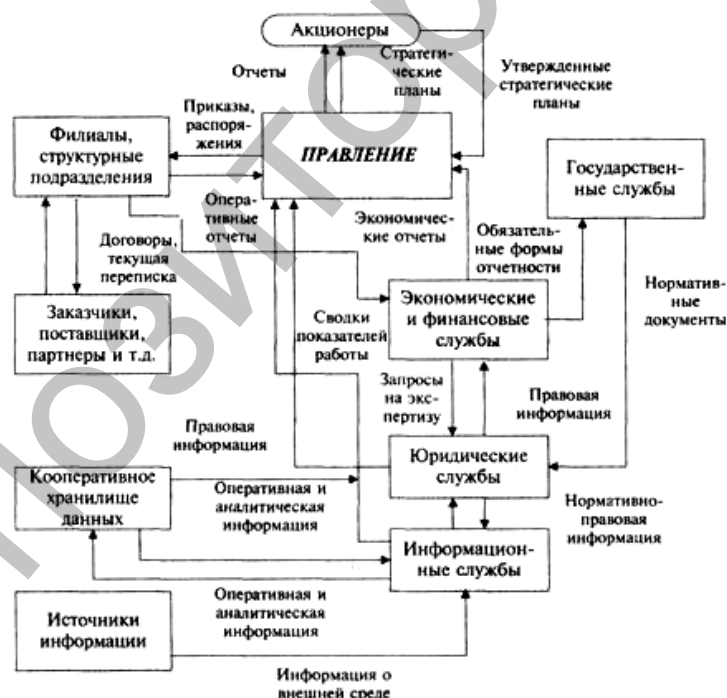 Акционеры
Отчеты
Стратеги-
ческие
планы
Утвержденные
стратегические
планы
Приказы,
распоря-
жения
Филиалы,
структурные
подразделения
ПРАВЛЕНИЕ
Государствен-
ные службы
Опера-
тивные
отчеты
Экономичес-
кие отчеты
Обязатель-
ные формы
отчетности
Договоры,
текущая
переписка
Норматив-
ные
документы
Заказчики,
поставщики,
партнеры и т.д.
Сводки
показателей
работы
Экономические
и финансовые
службы
Запросы
на экс-
пертизу
Правовая
информация
Правовая
информация
Юридические
службы
Кооперативное
хранилище
данных
Оперативная и
аналитическая
информация
Нормативно-
правовая
информация
Информацион-
ные службы
Оперативная и
аналитическая
информация
Источники
информации
Информация о
внешней среде